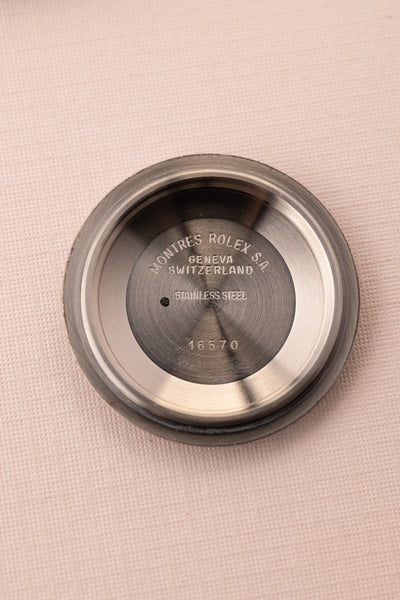 MONTRES ROLEX S.A.
GENEVA
SWITZERLAND
STAINLESS STEEL
16570